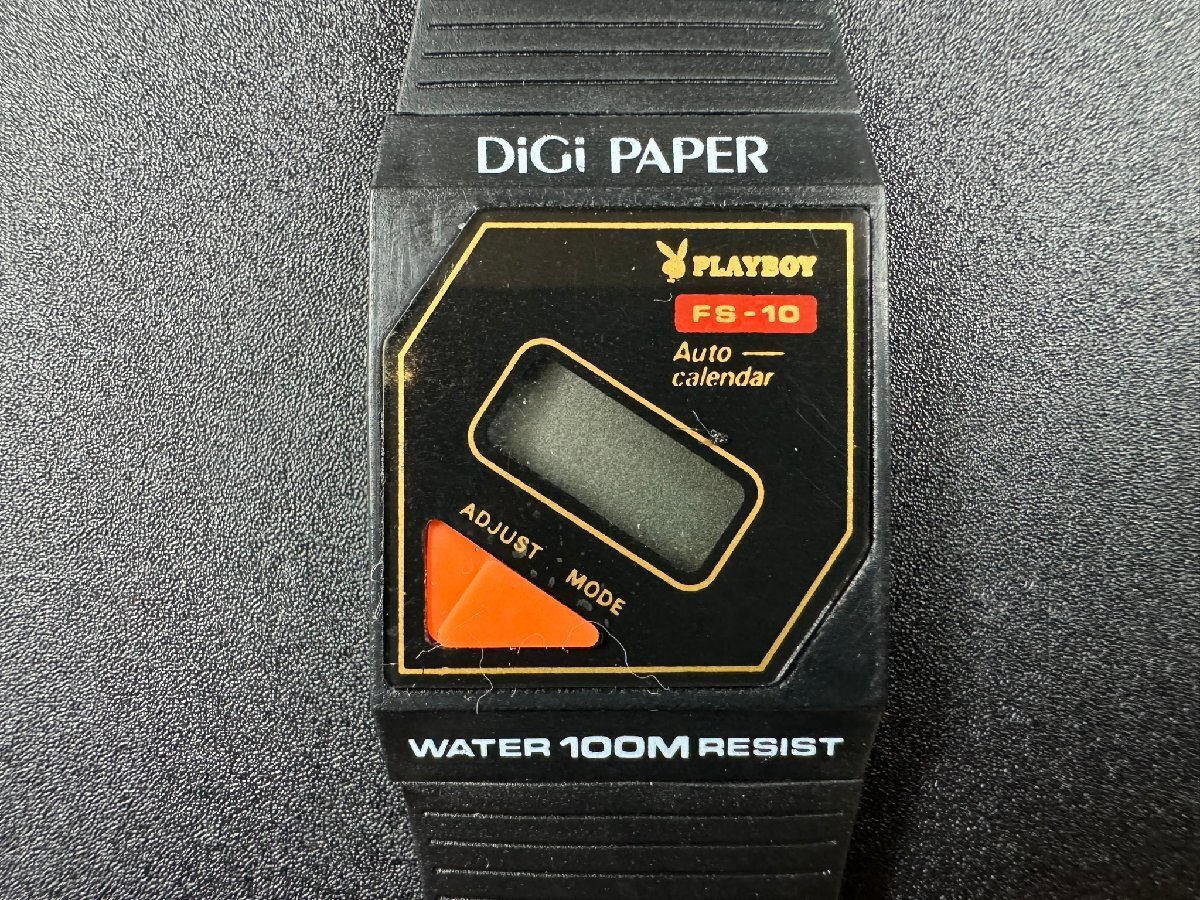 DiGi PAPER
PLAYBOY
FS-10
Auto —
calendar
ADJUST
MODE
WATER 100M RESIST